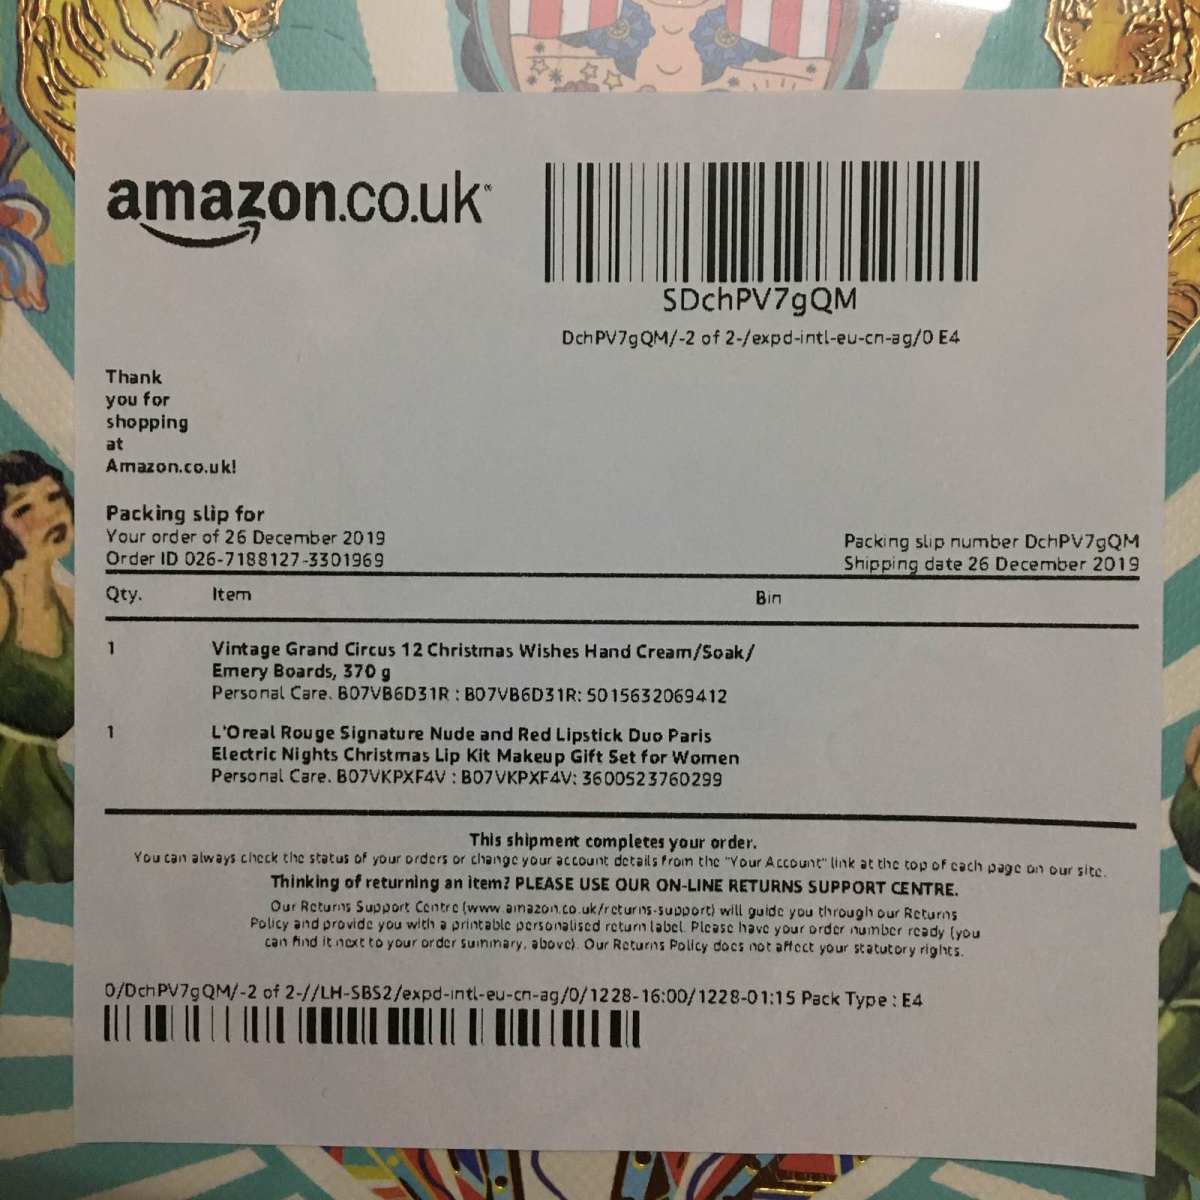 amazon.co.uk
SDchPV7gQM
DchPV7gQM/-2 of 2-/expd-intl-eu-cn-ag/0 E4
Thank
you for
shopping
at
Amazon.co.uk!
Packing slip for
Your order of 26 December 2019
Order ID 026-7188127-3301969
Packing slip number DchPV7gQM
Shipping date 26 December 2019
Qty. Item Bin
1 Vintage Grand Circus 12 Christmas Wishes Hand Cream/Soak/
Emery Boards, 370 g
Personal Care. B07VB6D31R : B07VB6D31R: 5015632069412
1 L'Oreal Rouge Signature Nude and Red Lipstick Duo Paris
Electric Nights Christmas Lip Kit Makeup Gift Set for Women
Personal Care. B07VKPXF4V : B07VKPXF4V: 3600523760299
This shipment completes your order.
You can always check the status of your orders or change your account details from the "Your Account" link at the top of each page on our site.
Thinking of returning an item? PLEASE USE OUR ON-LINE RETURNS SUPPORT CENTRE.
Our Returns Support Centre (www.amazon.co.uk/returns-support) will guide you through our Returns
Policy and provide you with a printable personalised return label. Please have your order number ready (you
can find it next to your order summary, above). Our Returns Policy does not affect your statutory rights.
0/DchPV7gQM/-2 of 2-//LH-SBS2/expd-intl-eu-cn-ag/0/1228-16:00/1228-01:15 Pack Type : E4